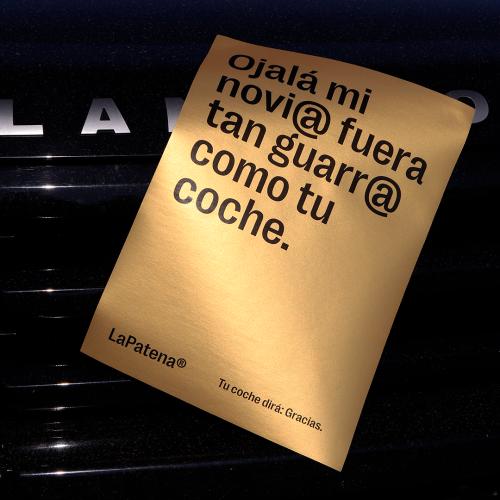 Ojalá mi
novi@ fuera
tan guarr@
como tu
coche.
LaPatena®
Tu coche dirá: Gracias.
L A